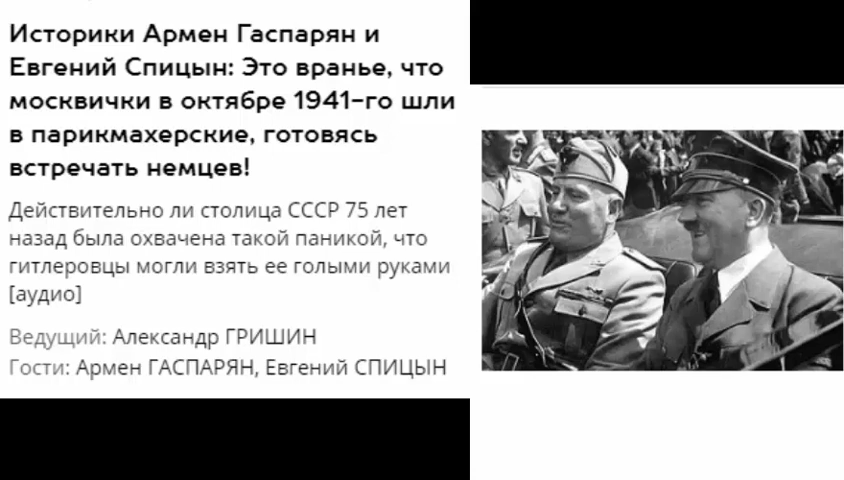 Историки Армен Гаспарян и
Евгений Спицын: Это вранье, что
москвички в октябре 1941-го шли
в парикмахерские, готовясь
встречать немцев!
Действительно ли столица СССР 75 лет
назад была охвачена такой паникой, что
гитлеровцы могли взять ее голыми руками
[аудио]
Ведущий: Александр ГРИШИН
Гости: Армен ГАСПАРЯН, Евгений СПИЦЫН